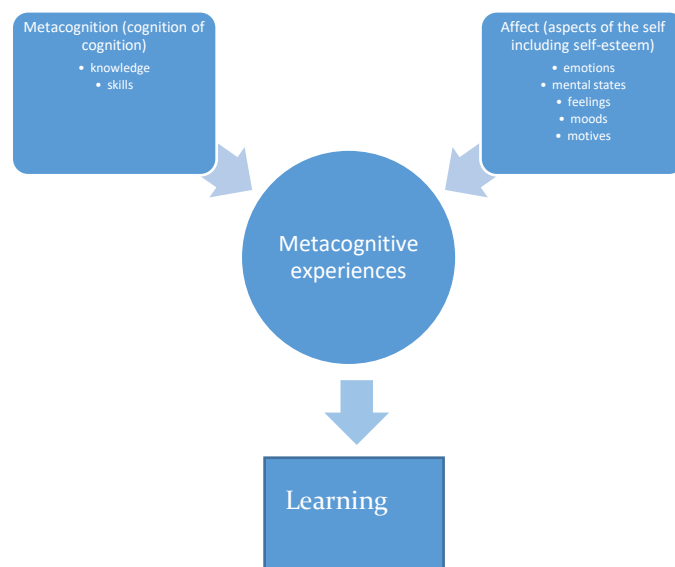 Metacognition (cognition of
cognition)
• knowledge
• skills
Affect (aspects of the self
including self-esteem)
• emotions
• mental states
• feelings
• moods
• motives
Metacognitive
experiences
Learning